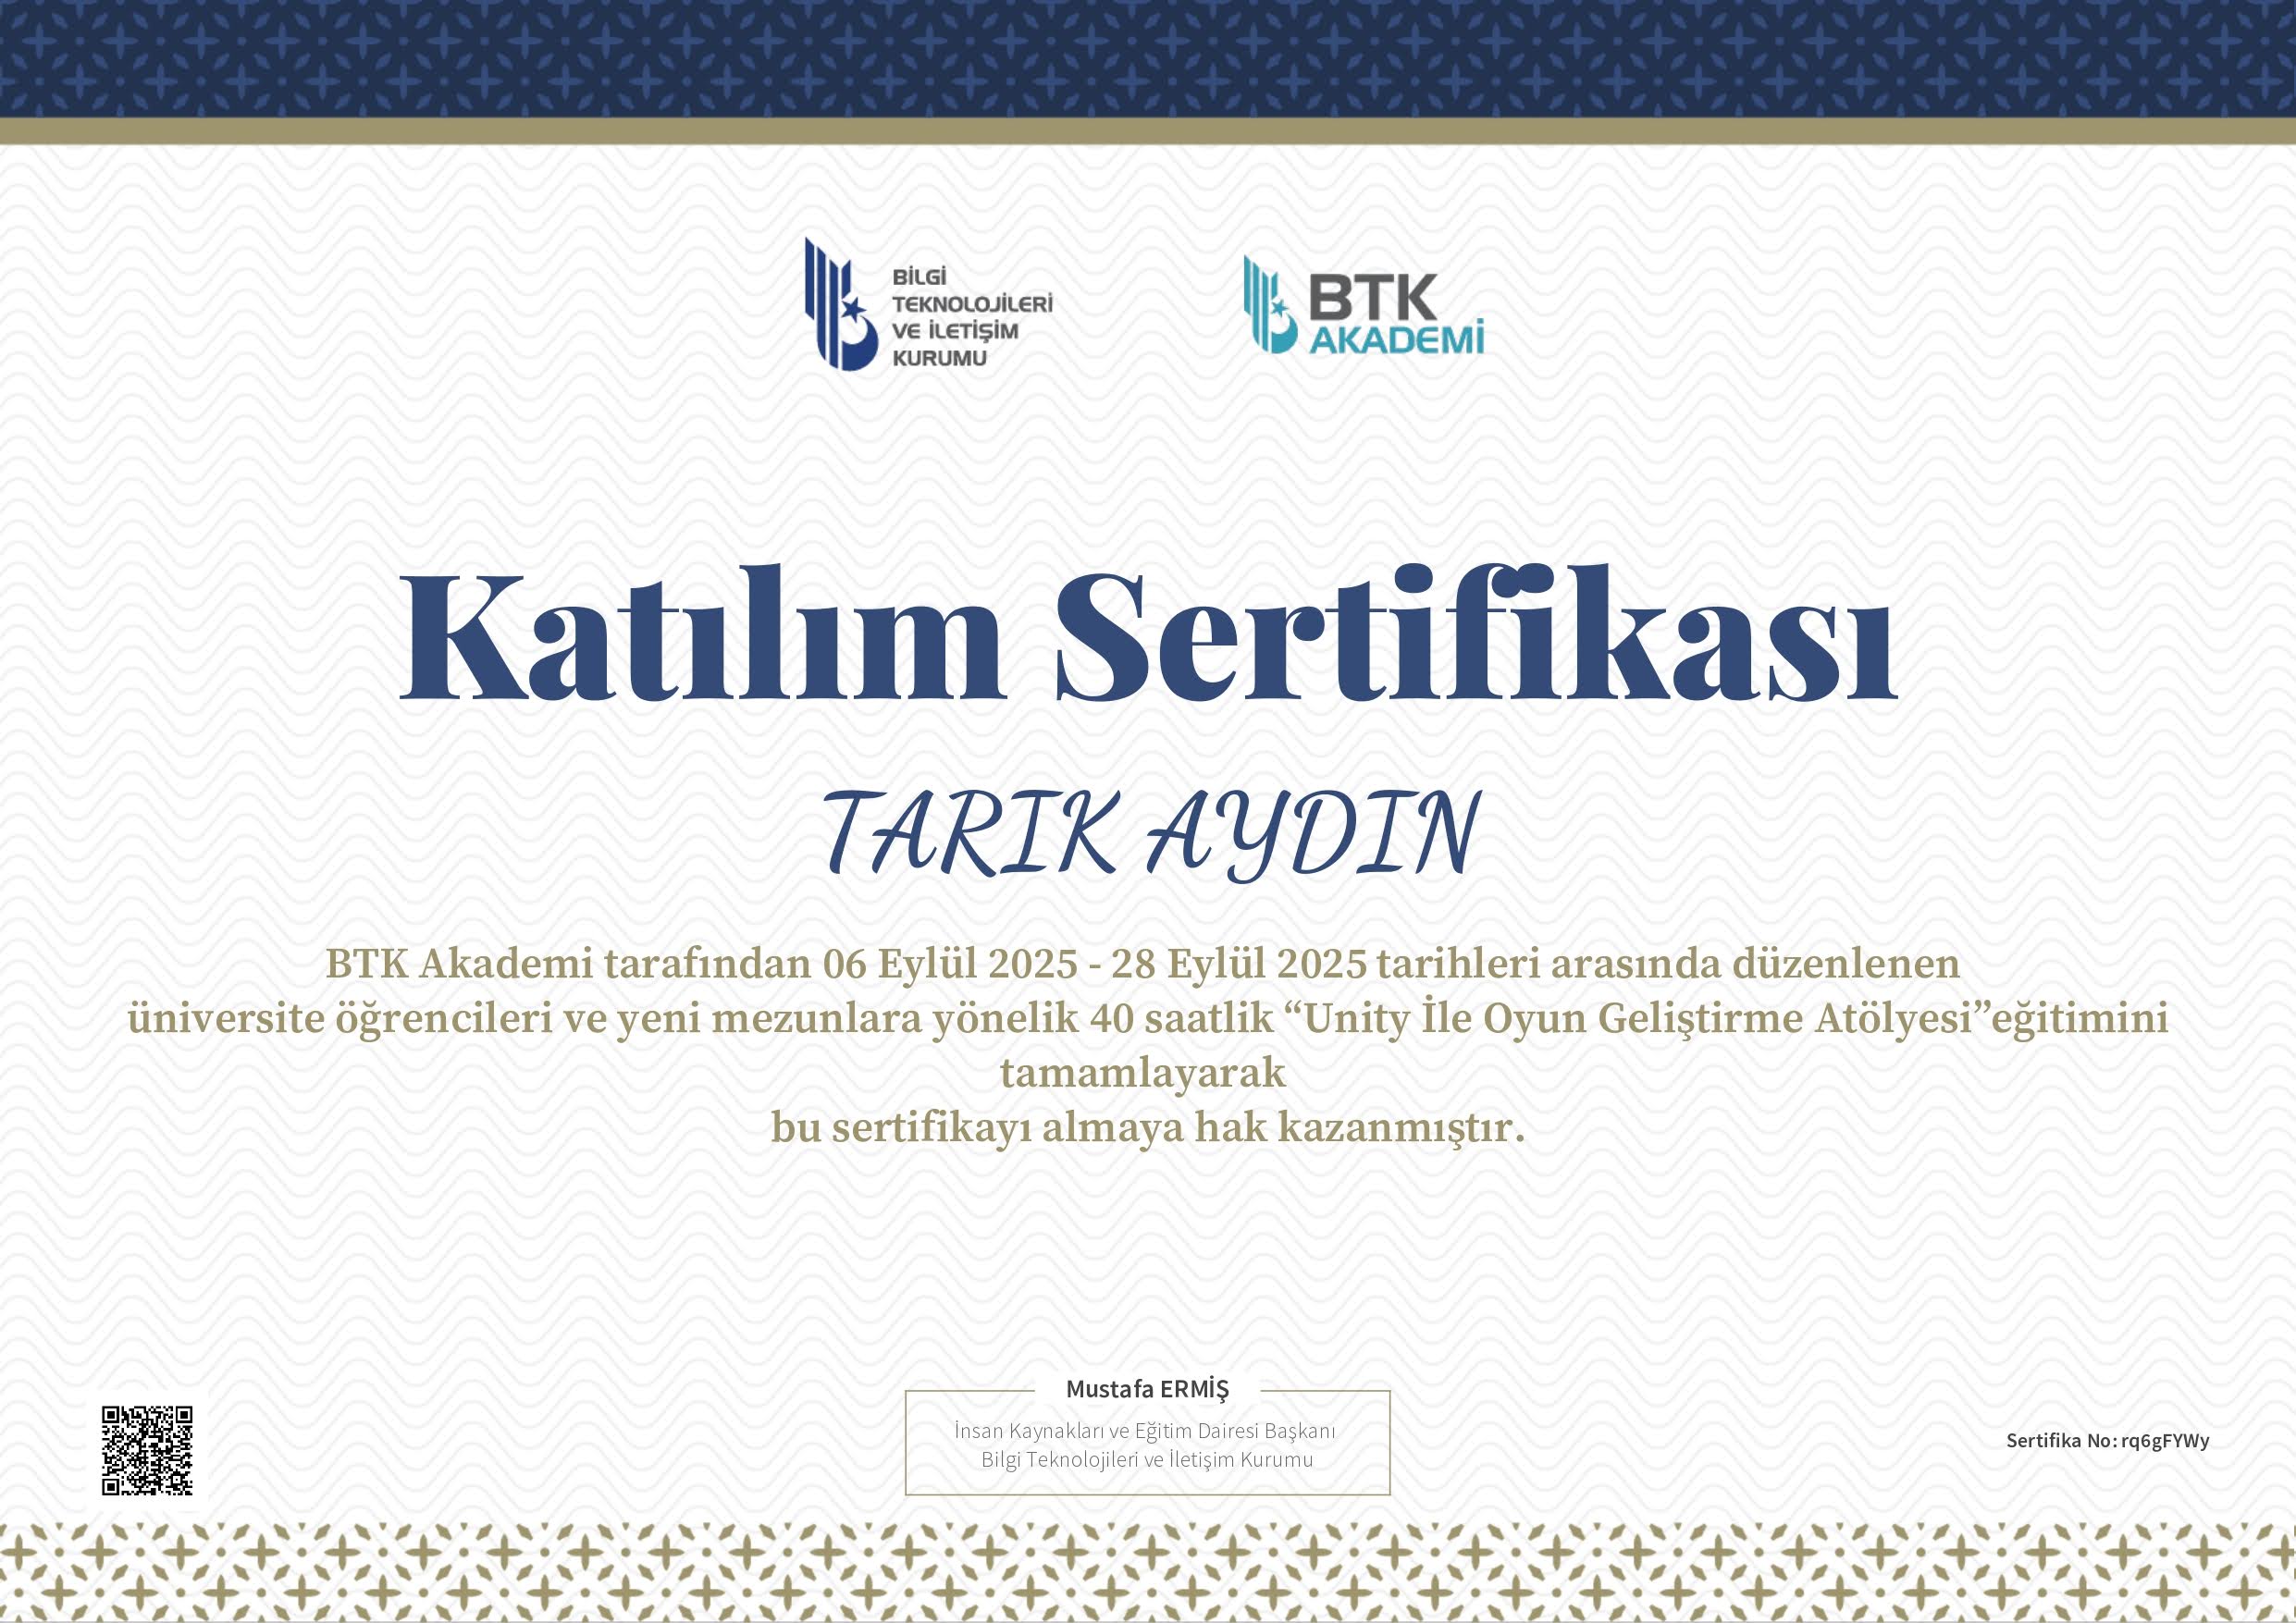 BİLGİ
TEKNOLOJİLERİ
VE İLETİŞİM
KURUMU
BTK
AKADEMİ
Katılım Sertifikası
TARIK AYDIN
BTK Akademi tarafından 06 Eylül 2025 - 28 Eylül 2025 tarihleri arasında düzenlenen
üniversite öğrencileri ve yeni mezunlara yönelik 40 saatlik “Unity İle Oyun Geliştirme Atölyesi”eğitimini
tamamlayarak
bu sertifikayı almaya hak kazanmıştır.
Mustafa ERMİŞ
İnsan Kaynakları ve Eğitim Dairesi Başkanı
Bilgi Teknolojileri ve İletişim Kurumu
Sertifika No: rq6gFYWy